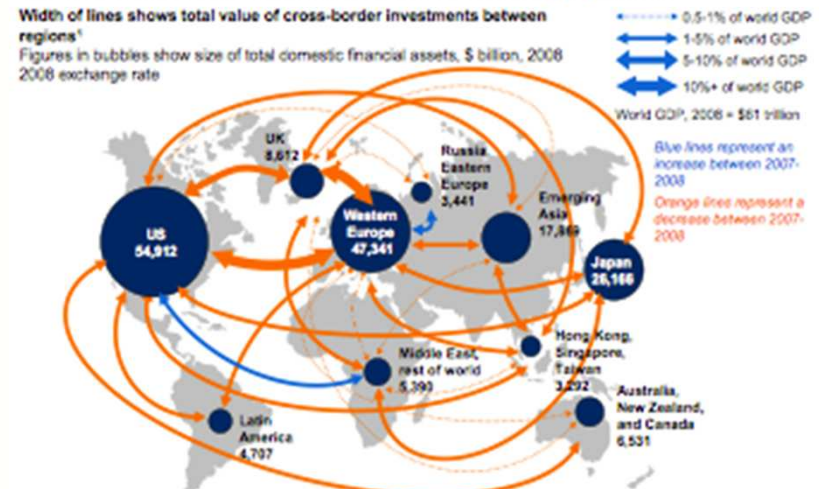 Width of lines shows total value of cross-border investments between
regions¹
Figures in bubbles show size of total domestic financial assets, $ billion, 2008
2008 exchange rate
0.5-1% of world GDP
1-5% of world GDP
5-10% of world GDP
10%+ of world GDP
World GDP, 2008 = $61 trillion
Blue lines represent an
increase between 2007-
2008
Orange lines represent a
decrease between 2007-
2008
UK
8,612
Russia
Eastern
Europe
3,441
US
54,912
Western
Europe
47,341
Emerging
Asia
Japan
Hong Kong,
Singapore,
Taiwan
3,292
Middle East,
rest of world
5,390
Australia,
New Zealand,
and Canada
6,531
Latin
America
4,707